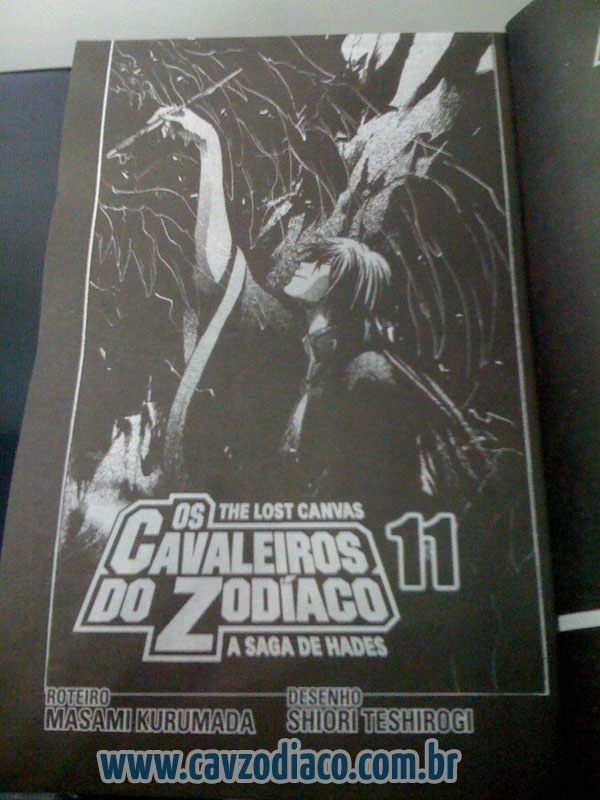 THE LOST CANVAS
OS
CAVALEIROS
DO ZODÍACO
11
A SAGA DE HADES
ROTEIRO
MASAMI KURUMADA
DESENHO
SHIORI TESHIROGI
www.cavzodiaco.com.br